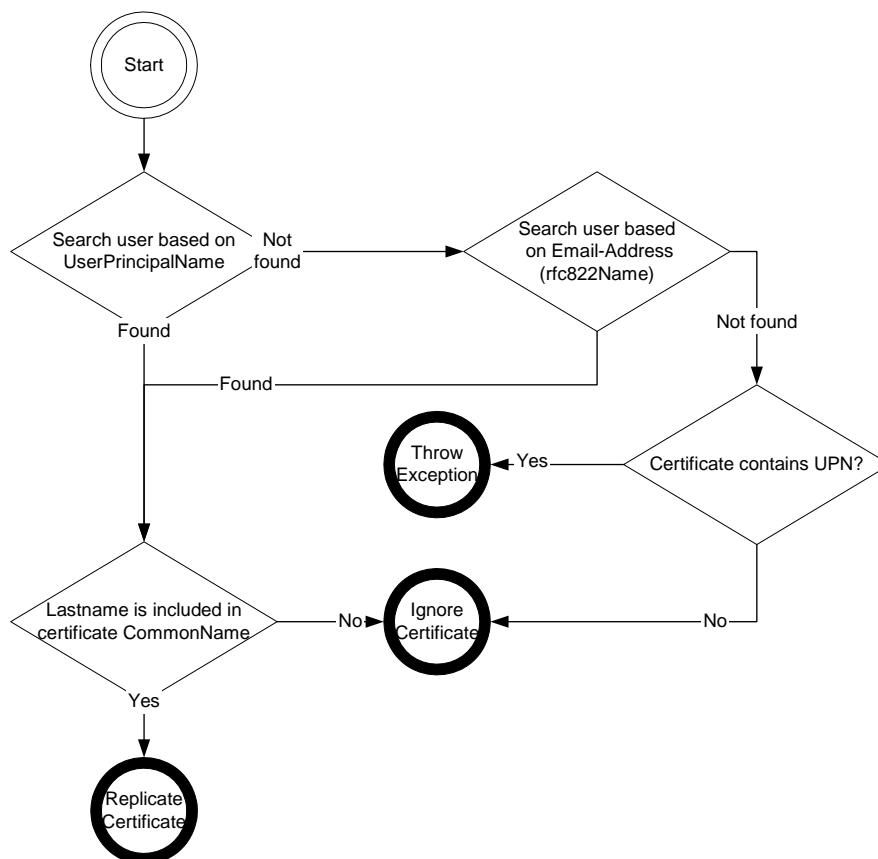 Start
Search user based on
UserPrincipalName
Not
found
Search user based
on Email-Address
(rfc822Name)
Found
Not found
Found
Throw
Exception
Yes
Certificate contains UPN?
Lastname is included in
certificate CommonName
No
Ignore
Certificate
No
Yes
Replicate
Certificate